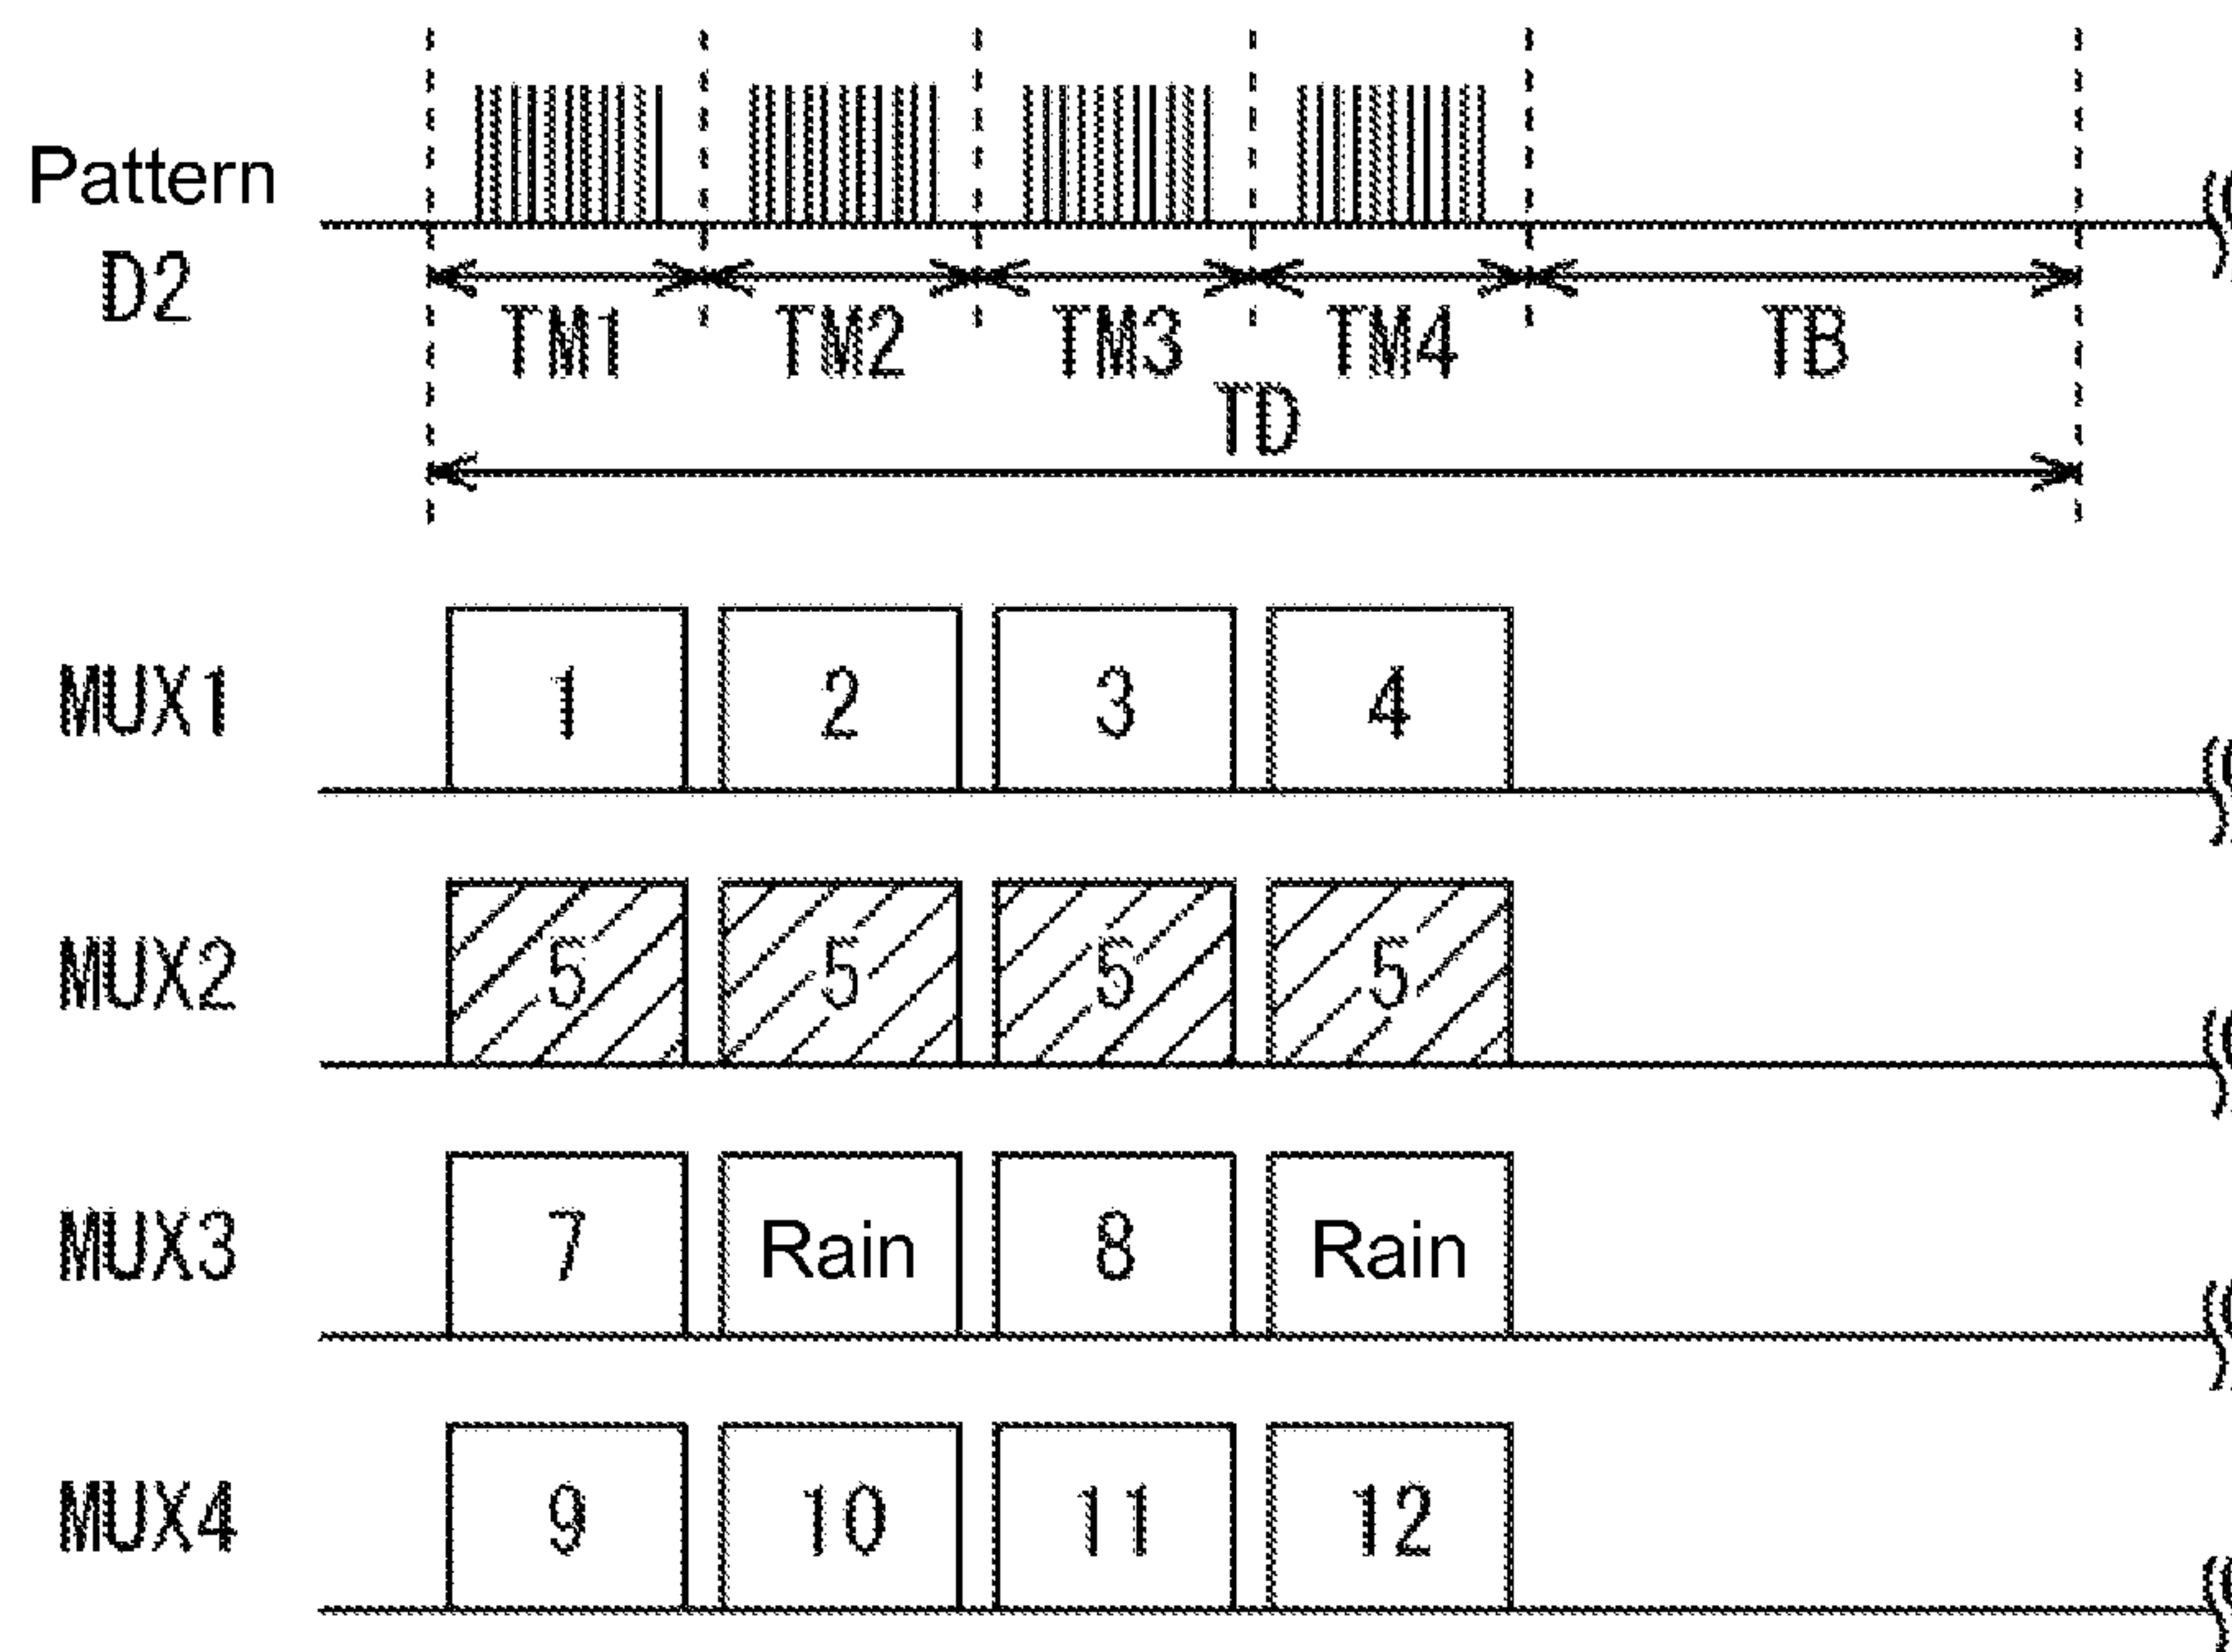 Pattern
D2
TM1 TM2 TM3 TM4 TB
TD
MUX1 1 2 3 4
MUX2 5 5 5 5
MUX3 7 Rain 8 Rain
MUX4 9 10 11 12